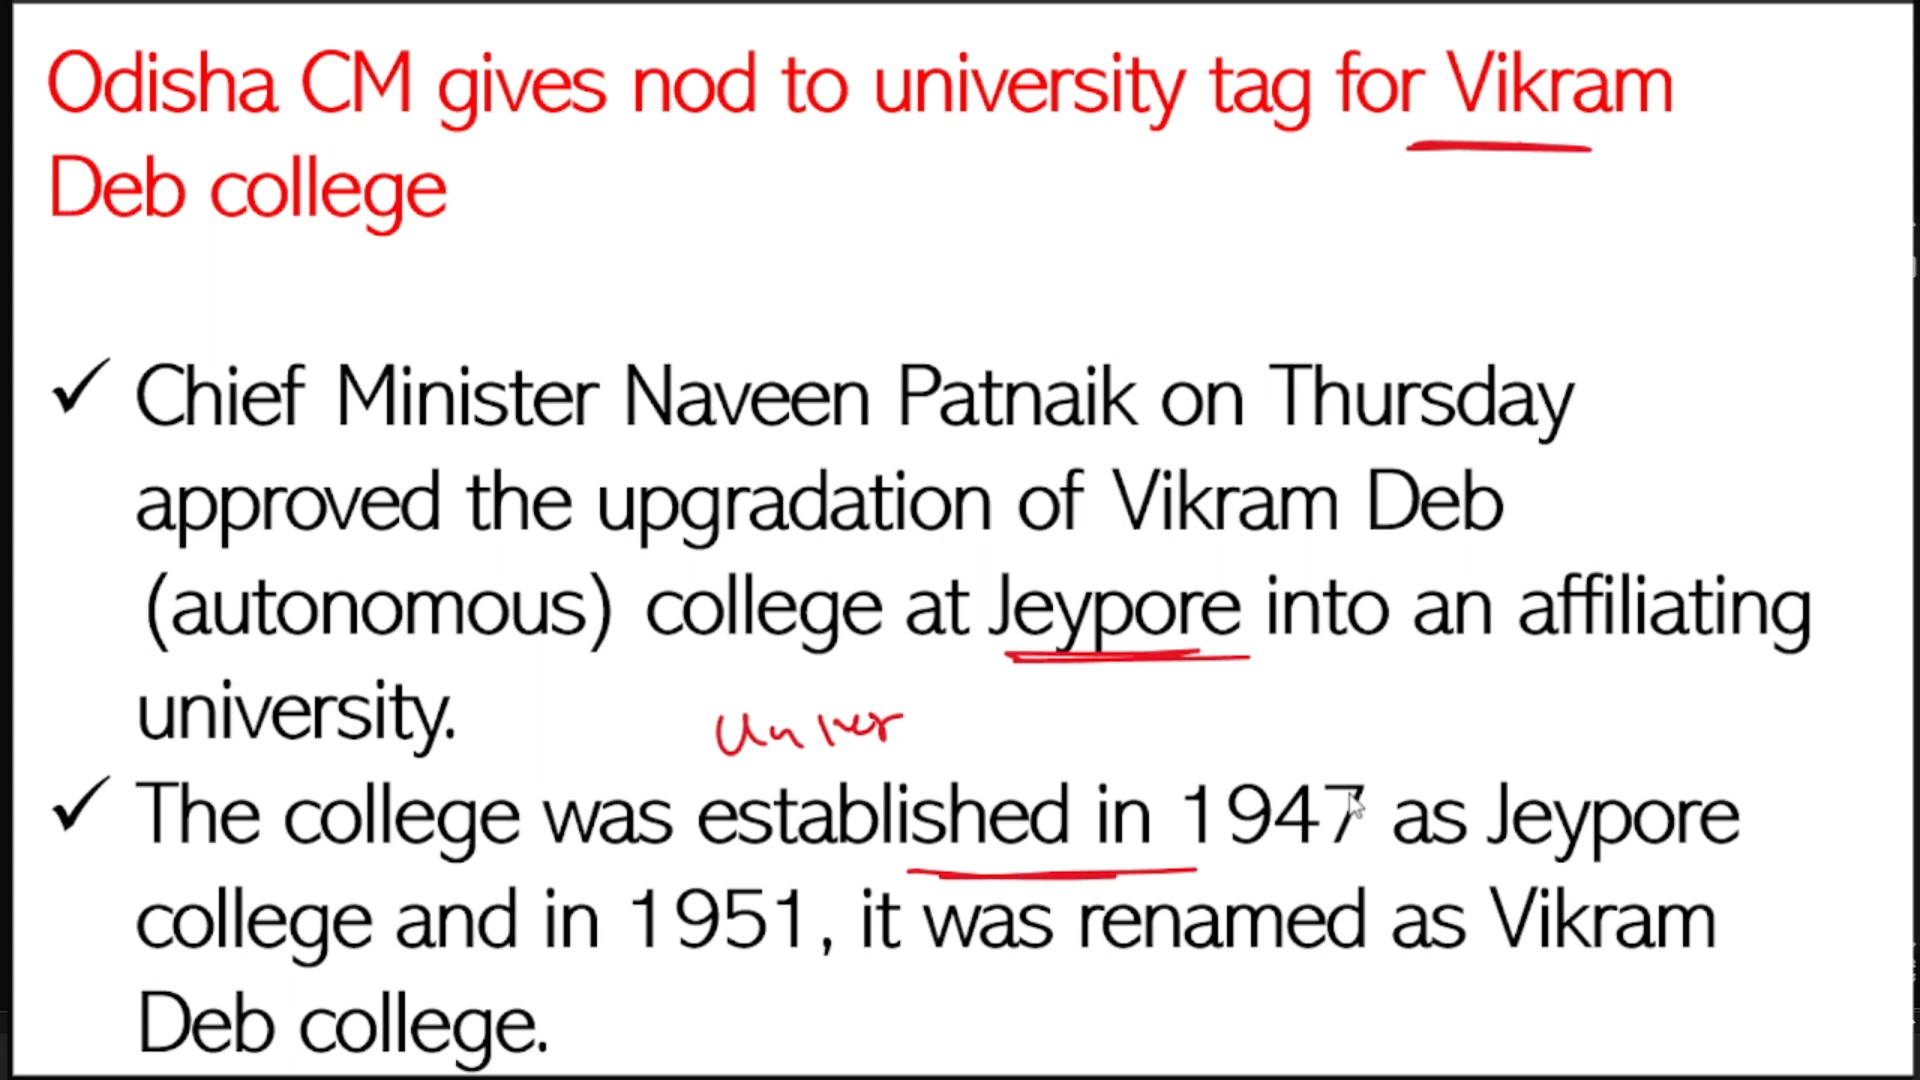 Odisha CM gives nod to university tag for Vikram
Deb college
✓ Chief Minister Naveen Patnaik on Thursday
approved the upgradation of Vikram Deb
(autonomous) college at Jeypore into an affiliating
university.
Univer
✓ The college was established in 1947 as Jeypore
college and in 1951, it was renamed as Vikram
Deb college.